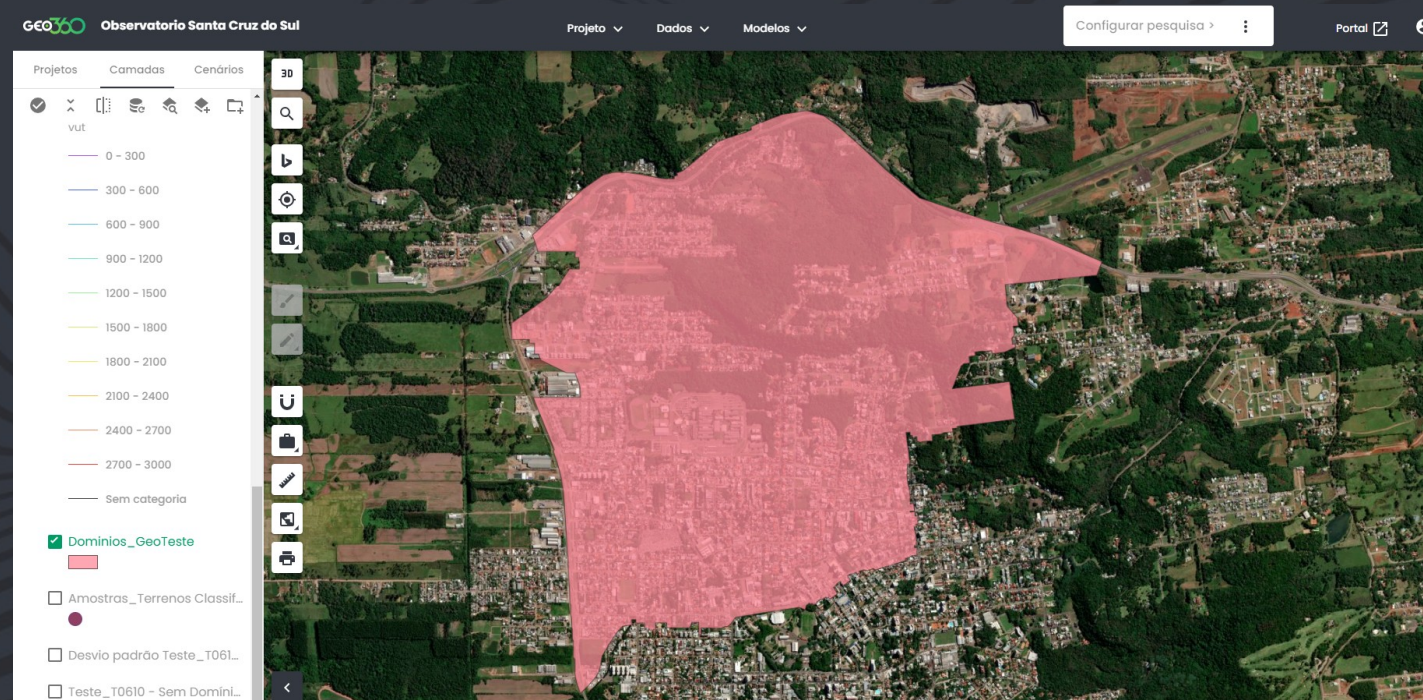 GEO360 Observatorio Santa Cruz do Sul
Projeto
Dados
Modelos
Configurar pesquisa >
Portal
Projetos
Camadas
Cenários
vut
0 - 300
300 - 600
600 - 900
900 - 1200
1200 - 1500
1500 - 1800
1800 - 2100
2100 - 2400
2400 - 2700
2700 - 3000
Sem categoria
Dominios_GeoTeste
Amostras_Terrenos Classif...
Desvio padrão Teste_T061...
Teste_T0610 - Sem Domíni...
3D